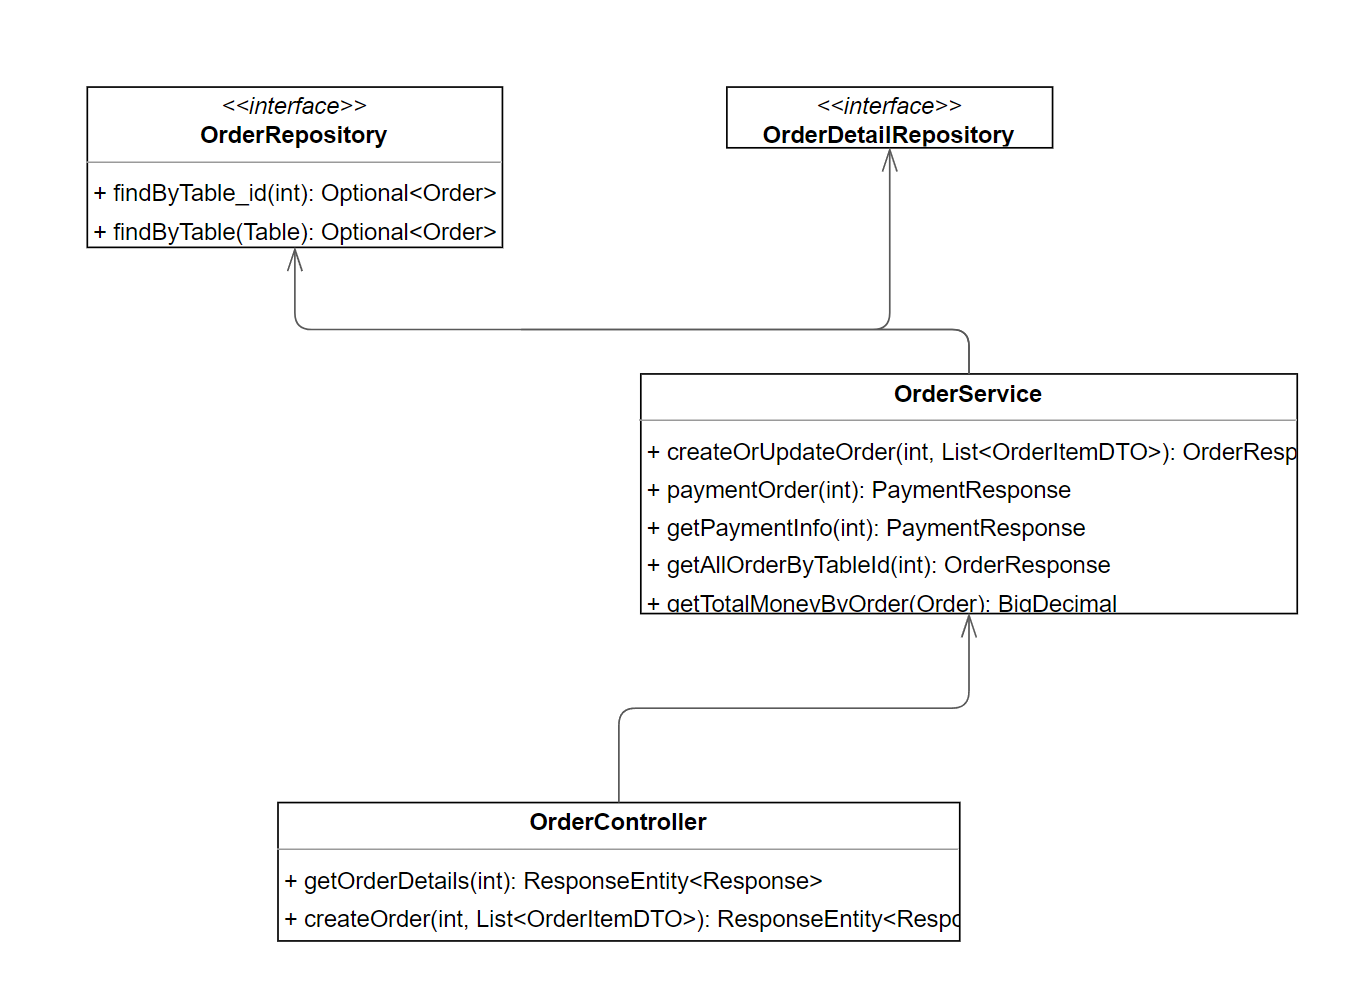 <<interface>>
OrderRepository
+ findByTable_id(int): Optional<Order>
+ findByTable(Table): Optional<Order>
<<interface>>
OrderDetailRepository
OrderService
+ createOrUpdateOrder(int, List<OrderItemDTO>): OrderResp
+ paymentOrder(int): PaymentResponse
+ getPaymentInfo(int): PaymentResponse
+ getAllOrderByTableId(int): OrderResponse
+ getTotalMoneyByOrder(Order): BigDecimal
OrderController
+ getOrderDetails(int): ResponseEntity<Response>
+ createOrder(int, List<OrderItemDTO>): ResponseEntity<Respo